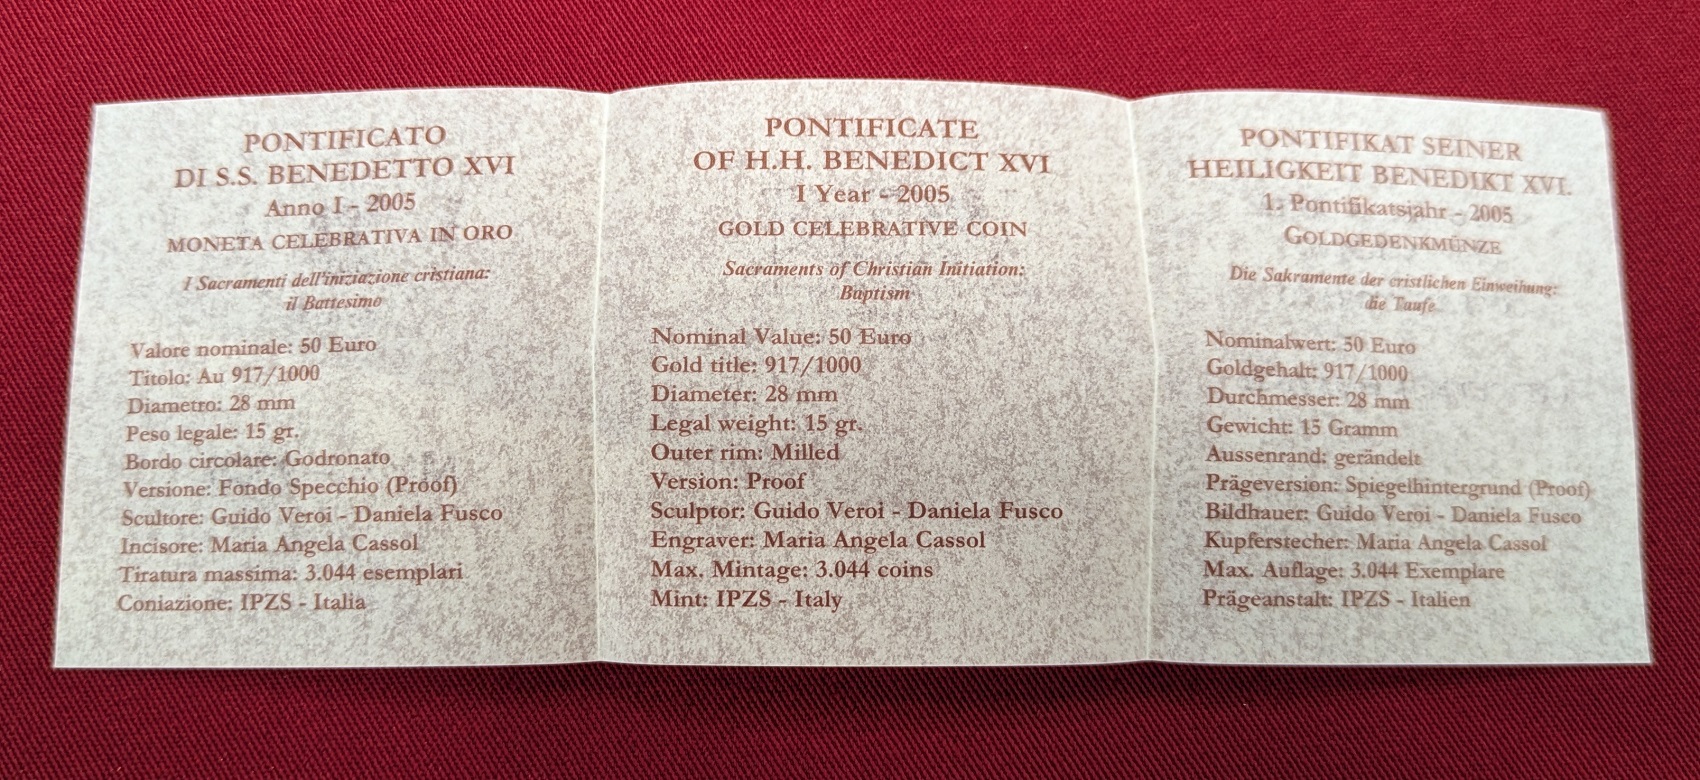 PONTIFICATO
DI S.S. BENEDETTO XVI
Anno I - 2005
MONETA CELEBRATIVA IN ORO
I Sacramenti dell'iniziazione cristiana:
il Battesimo
Valore nominale: 50 Euro
Titolo: Au 917/1000
Diametro: 28 mm
Peso legale: 15 gr.
Bordo circolare: Godronato
Versione: Fondo Specchio (Proof)
Scultore: Guido Veroi - Daniela Fusco
Incisore: Maria Angela Cassol
Tiratura massima: 3.044 esemplari
Coniazione: IPZS - Italia
PONTIFICATE
OF H.H. BENEDICT XVI
I Year - 2005
GOLD CELEBRATIVE COIN
Sacraments of Christian Initiation:
Baptism
Nominal Value: 50 Euro
Gold title: 917/1000
Diameter: 28 mm
Legal weight: 15 gr.
Outer rim: Milled
Version: Proof
Sculptor: Guido Veroi - Daniela Fusco
Engraver: Maria Angela Cassol
Max. Mintage: 3.044 coins
Mint: IPZS - Italy
PONTIFIKAT SEINER
HEILIGKEIT BENEDIKT XVI.
1. Pontifikatsjahr - 2005
GOLDGEDENKMÜNZE
Die Sakramente der cristlichen Einweihung:
die Taufe
Nominalwert: 50 Euro
Goldgehalt: 917/1000
Durchmesser: 28 mm
Gewicht: 15 Gramm
Aussenrand: gerändelt
Prägeversion: Spiegelhintergrund (Proof)
Bildhauer: Guido Veroi - Daniela Fusco
Kupferstecher: Maria Angela Cassol
Max. Auflage: 3.044 Exemplare
Prägeanstalt: IPZS - Italien